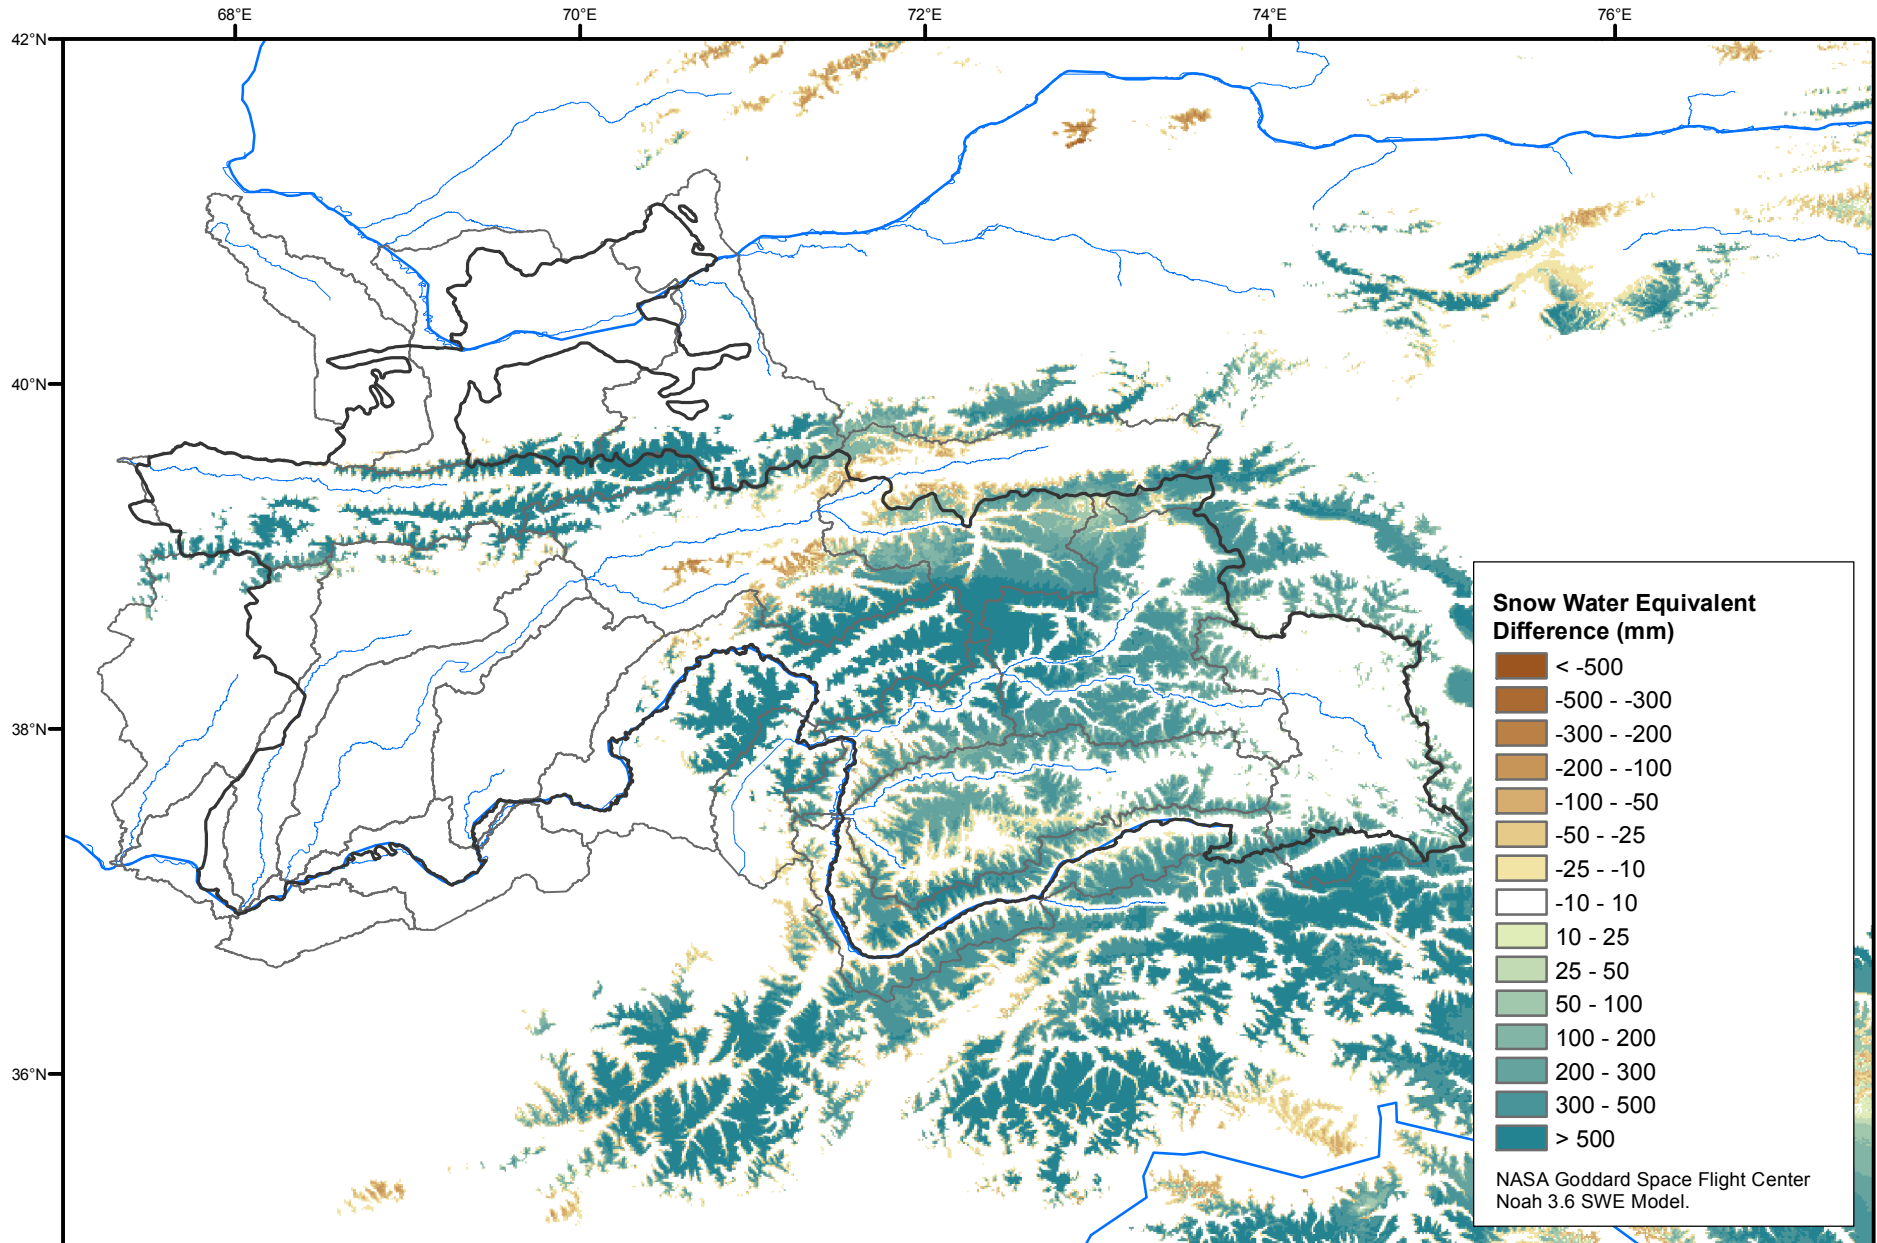 68°E 70°E 72°E 74°E 76°E
42°N
40°N
38°N
36°N
Snow Water Equivalent
Difference (mm)
< -500
-500 - -300
-300 - -200
-200 - -100
-100 - -50
-50 - -25
-25 - -10
-10 - 10
10 - 25
25 - 50
50 - 100
100 - 200
200 - 300
300 - 500
> 500
NASA Goddard Space Flight Center
Noah 3.6 SWE Model.